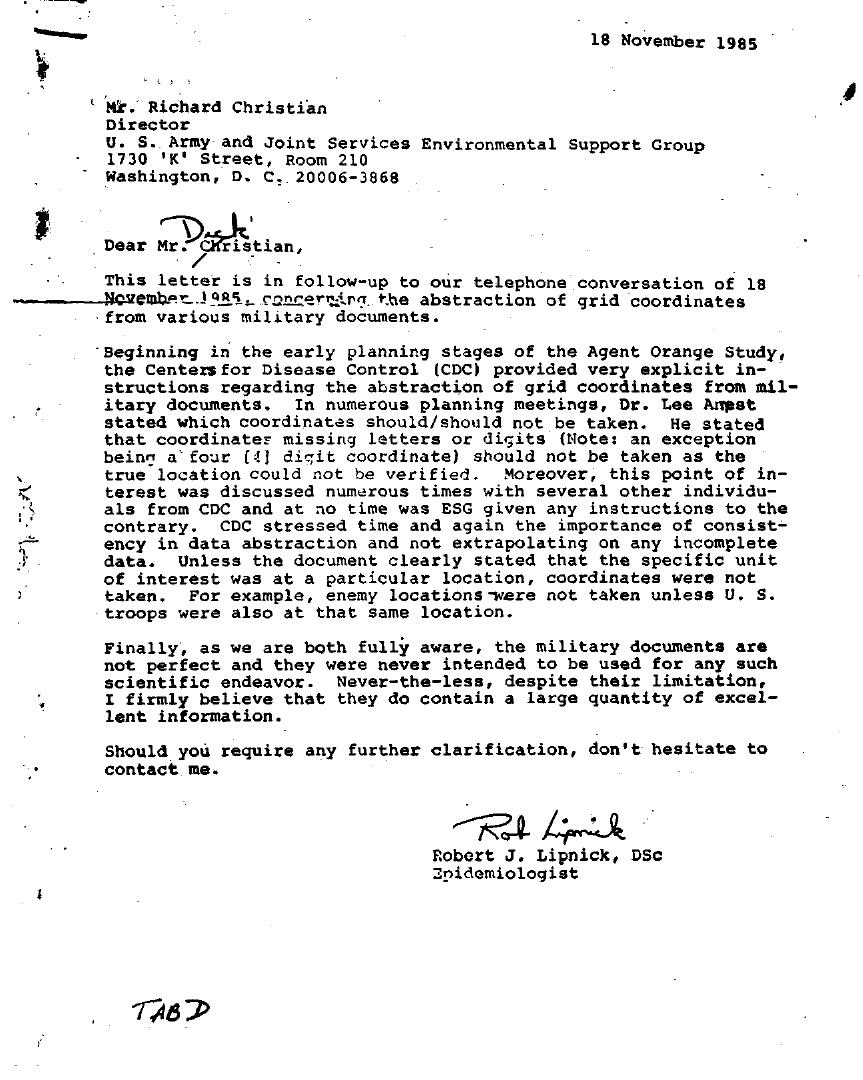 18 November 1985
Mr. Richard Christian
Director
U. S. Army and Joint Services Environmental Support Group
1730 'K' Street, Room 210
Washington, D. C. 20006-3868
Dick
Dear Mr. Christian,
This letter is in follow-up to our telephone conversation of 18
November 1985, concerning the abstraction of grid coordinates
from various military documents.
Beginning in the early planning stages of the Agent Orange Study,
the Centers for Disease Control (CDC) provided very explicit in-
structions regarding the abstraction of grid coordinates from mil-
itary documents. In numerous planning meetings, Dr. Lee
stated which coordinates should/should not be taken. He stated
that coordinates missing letters or digits (Note: an exception
being a four [4] digit coordinate) should not be taken as the
true location could not be verified. Moreover, this point of in-
terest was discussed numerous times with several other individu-
als from CDC and at no time was ESG given any instructions to the
contrary. CDC stressed time and again the importance of consist-
ency in data abstraction and not extrapolating on any incomplete
data. Unless the document clearly stated that the specific unit
of interest was at a particular location, coordinates were not
taken. For example, enemy locations were not taken unless U. S.
troops were also at that same location.
Finally, as we are both fully aware, the military documents are
not perfect and they were never intended to be used for any such
scientific endeavor. Never-the-less, despite their limitation,
I firmly believe that they do contain a large quantity of excel-
lent information.
Should you require any further clarification, don't hesitate to
contact me.
Rob Lipnick
Robert J. Lipnick, DSc
Epidemiologist
TAB D